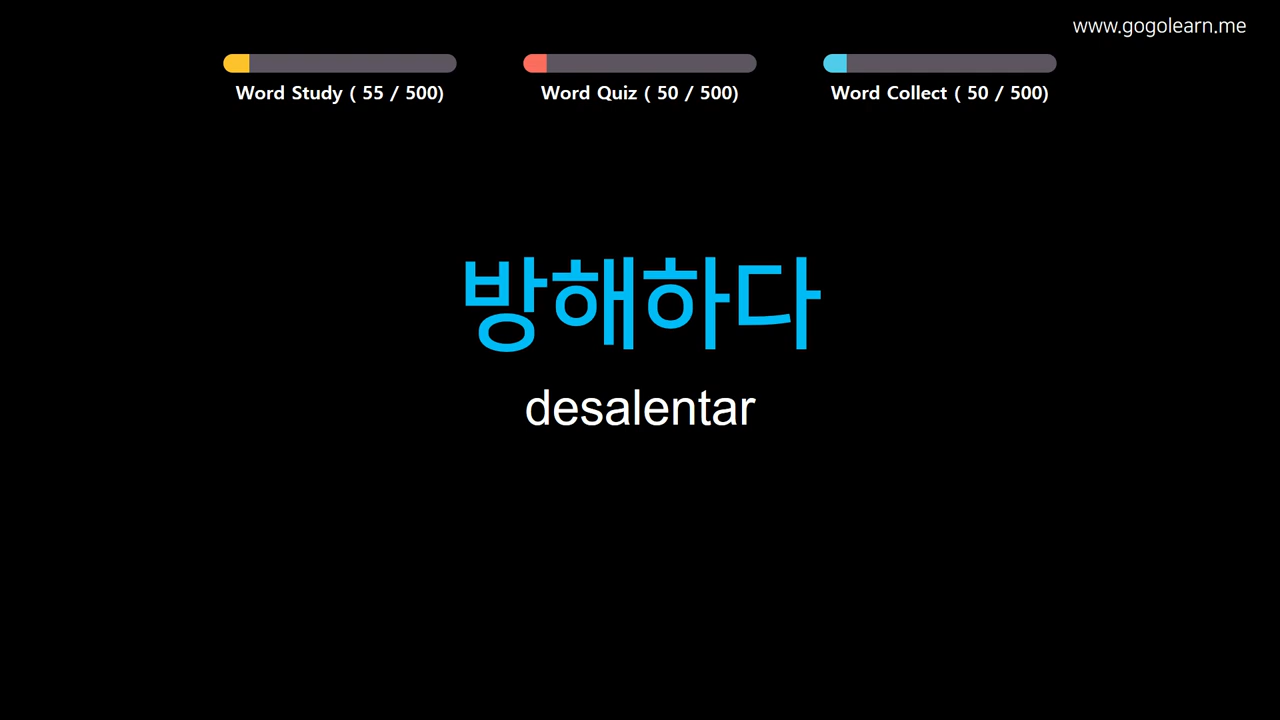 www.gogolearn.me
Word Study ( 55 / 500)
Word Quiz ( 50 / 500)
Word Collect ( 50 / 500)
방해하다
desalentar